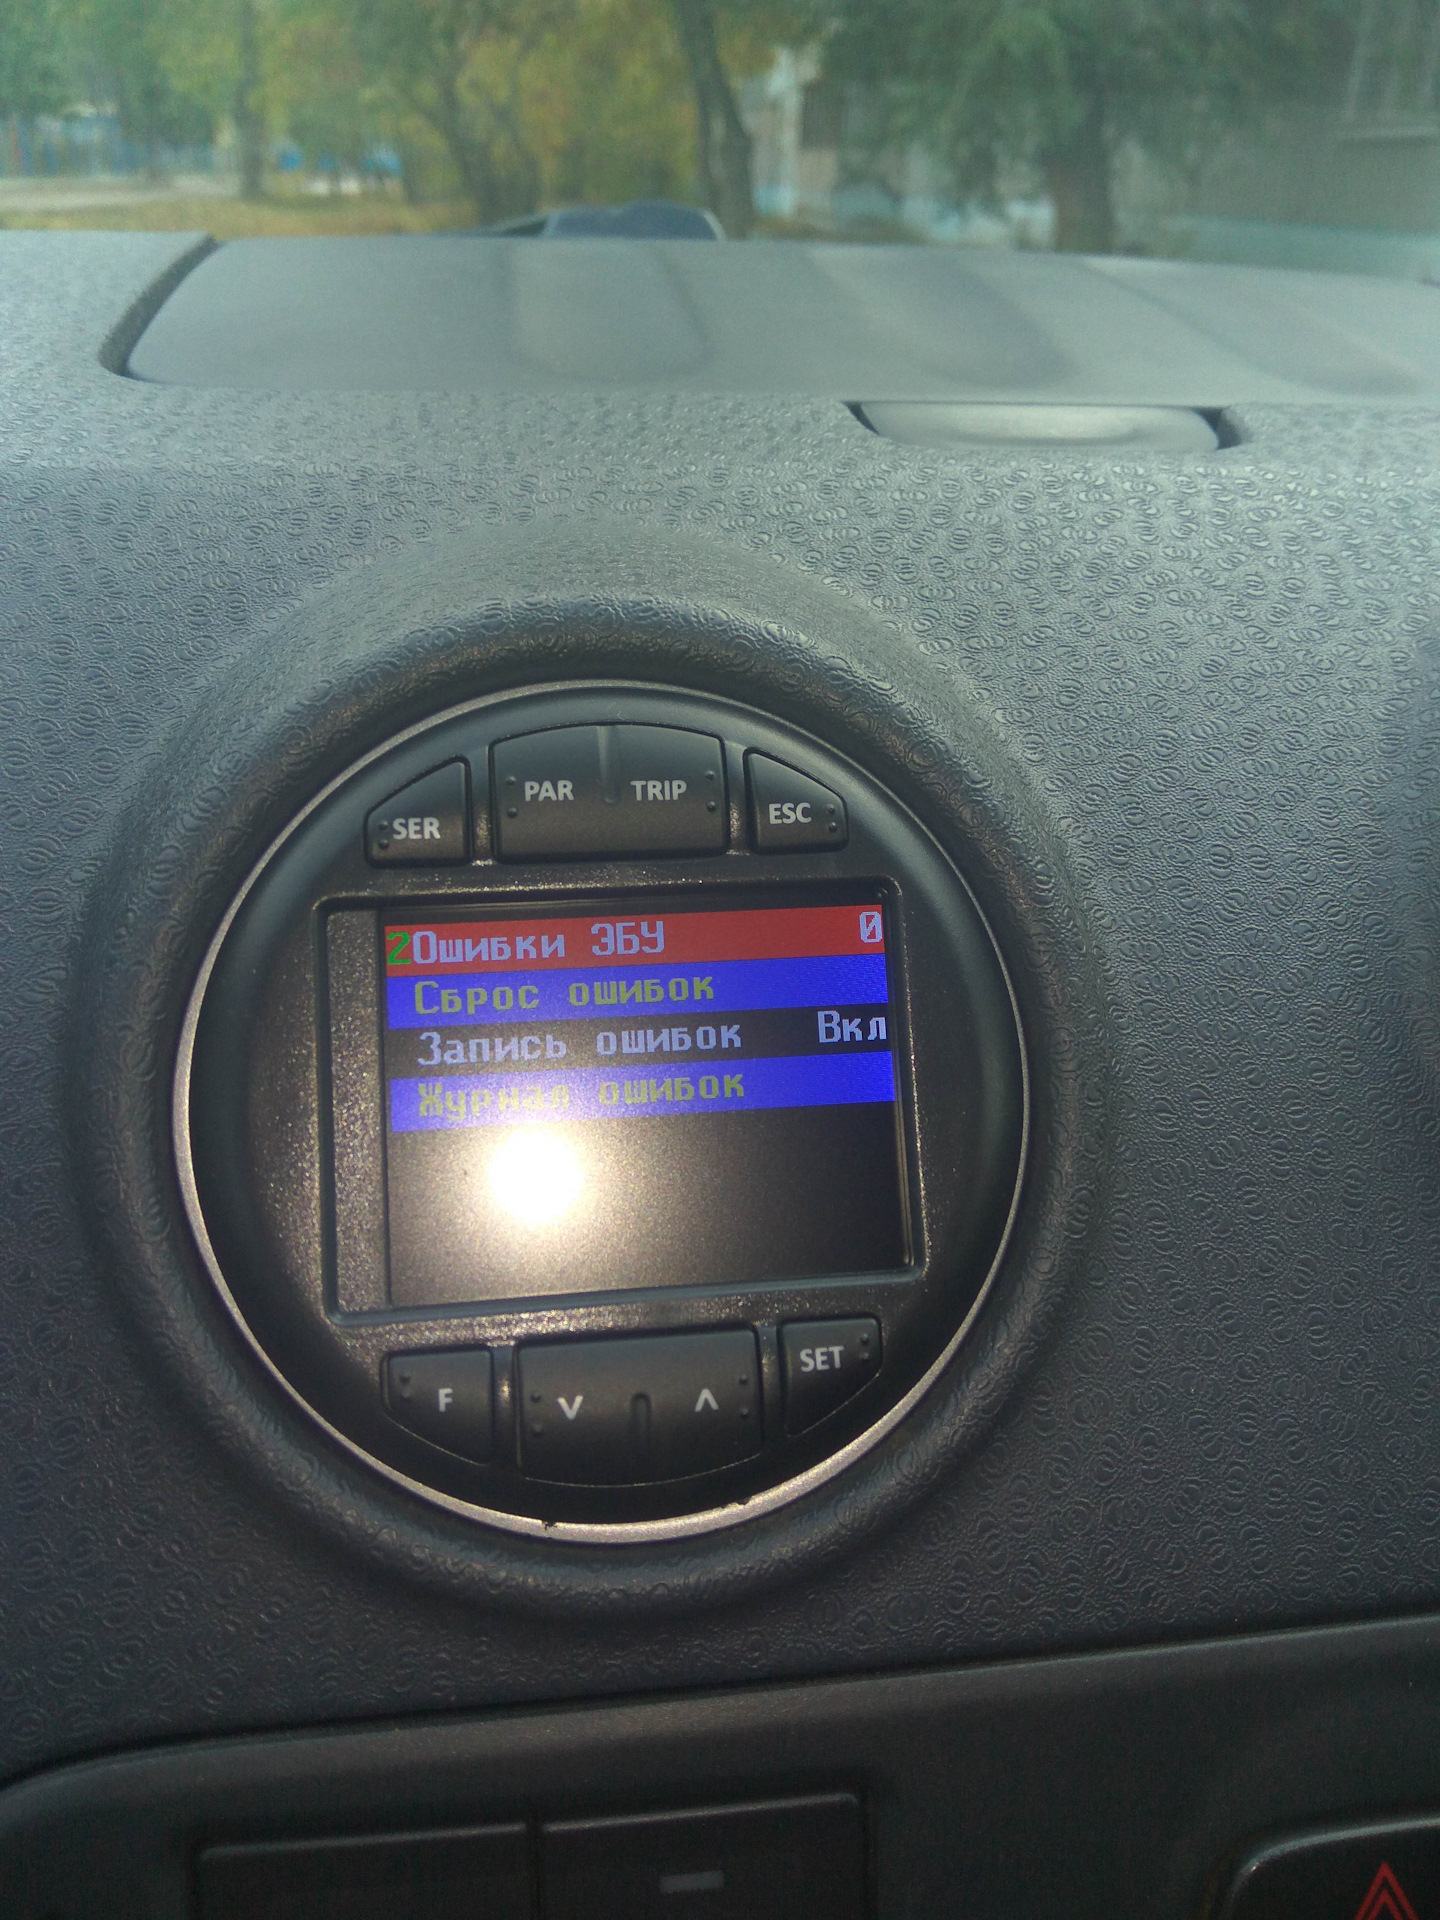 SER PAR TRIP ESC
2Ошибки ЭБУ 0
Сброс ошибок
Запись ошибок Вкл
Журнал ошибок
F V Λ SET